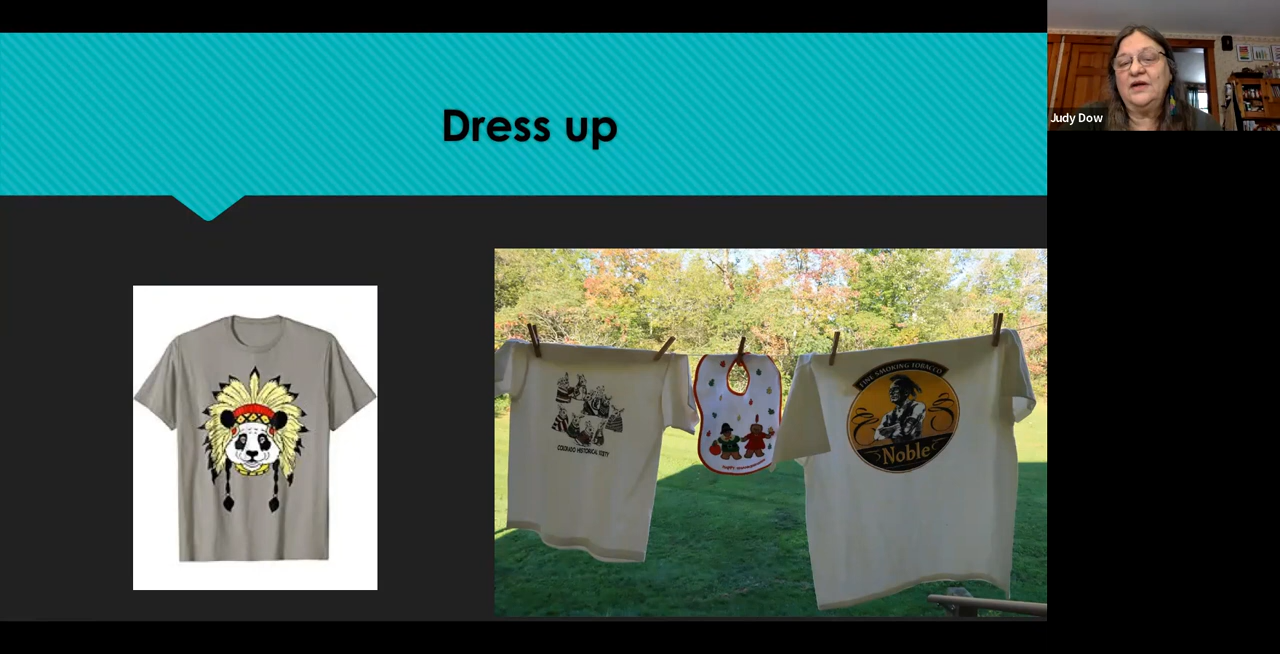 Dress up
Judy Dow
COLORADO HISTORICAL SOCIETY
FINE SMOKING TOBACCO
Noble